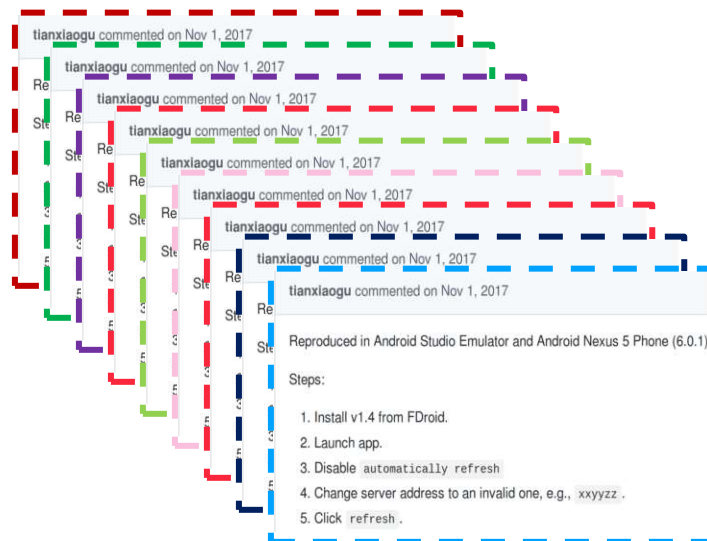 tianxiaogu commented on Nov 1, 2017
tianxiaogu commented on Nov 1, 2017
tianxiaogu commented on Nov 1, 2017
tianxiaogu commented on Nov 1, 2017
tianxiaogu commented on Nov 1, 2017
tianxiaogu commented on Nov 1, 2017
tianxiaogu commented on Nov 1, 2017
tianxiaogu commented on Nov 1, 2017
tianxiaogu commented on Nov 1, 2017
Reproduced in Android Studio Emulator and Android Nexus 5 Phone (6.0.1)
Steps:
1. Install v1.4 from FDroid.
2. Launch app.
3. Disable automatically refresh
4. Change server address to an invalid one, e.g., xxyyzz .
5. Click refresh .